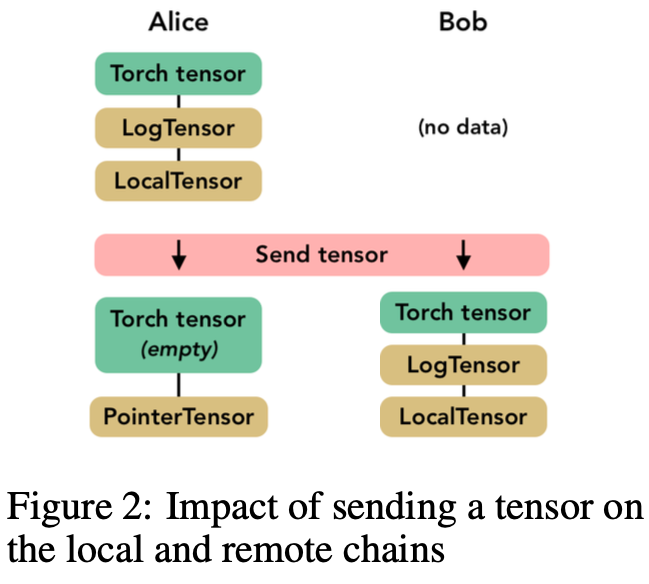 Alice
Bob
Torch tensor
LogTensor
LocalTensor
(no data)
Send tensor
Torch tensor
(empty)
PointerTensor
Torch tensor
LogTensor
LocalTensor
Figure 2: Impact of sending a tensor on
the local and remote chains